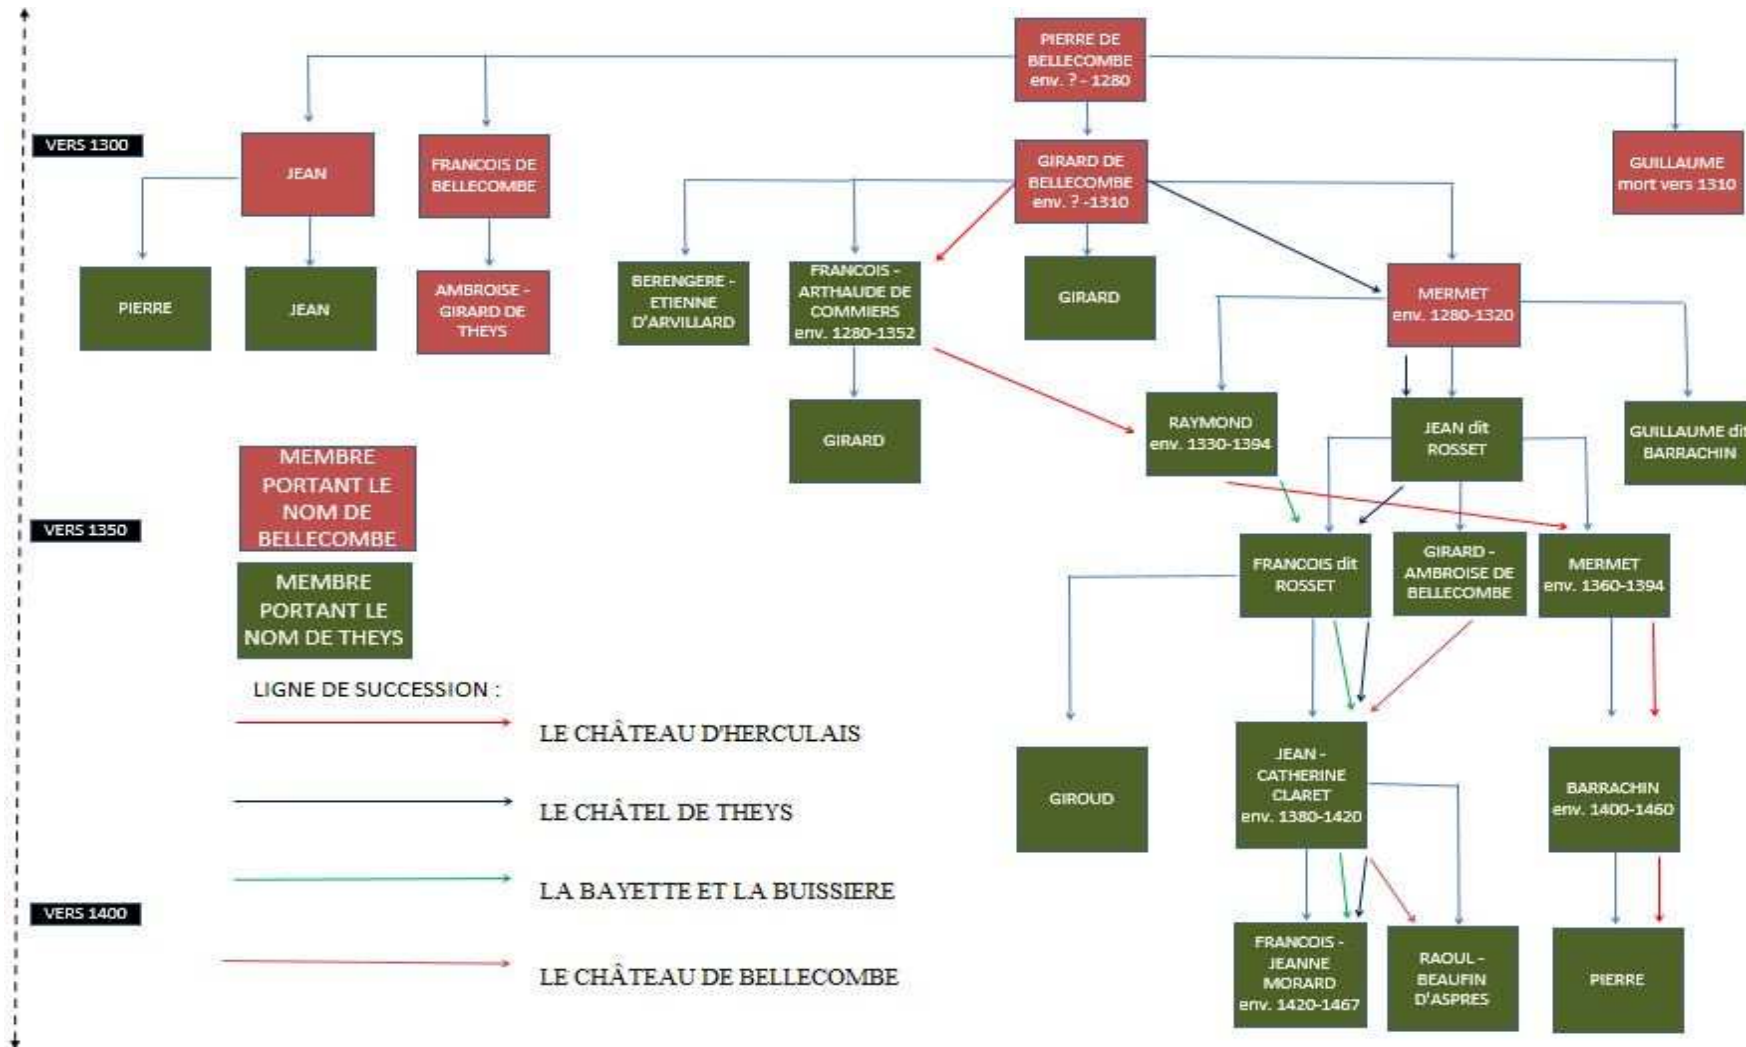 PIERRE DE
BELLECOMBE
env. ? - 1280
VERS 1300
JEAN
FRANCOIS DE
BELLECOMBE
GIRARD DE
BELLECOMBE
env. ? -1310
GUILLAUME
mort vers 1310
PIERRE
JEAN
AMBROISE -
GIRARD DE
THEYS
BERENGERE -
ETIENNE
D'ARVILLARD
FRANCOIS -
ARTHAUDE DE
COMMIERS
env. 1280-1352
GIRARD
MERMET
env. 1280-1320
GIRARD
RAYMOND
env. 1330-1394
JEAN dit
ROSSET
GUILLAUME dit
BARRACHIN
MEMBRE
PORTANT LE
NOM DE
BELLECOMBE
VERS 1350
MEMBRE
PORTANT LE
NOM DE THEYS
FRANCOIS dit
ROSSET
GIRARD -
AMBROISE DE
BELLECOMBE
MERMET
env. 1360-1394
LIGNE DE SUCCESSION :
LE CHÂTEAU D'HERCULAIS
LE CHÂTEL DE THEYS
LA BAYETTE ET LA BUISSIERE
LE CHÂTEAU DE BELLECOMBE
GIROUD
JEAN -
CATHERINE
CLARET
env. 1380-1420
BARRACHIN
env. 1400-1460
VERS 1400
FRANCOIS -
JEANNE
MORARD
env. 1420-1467
RAOUL -
BEAUFIN
D'ASPRES
PIERRE